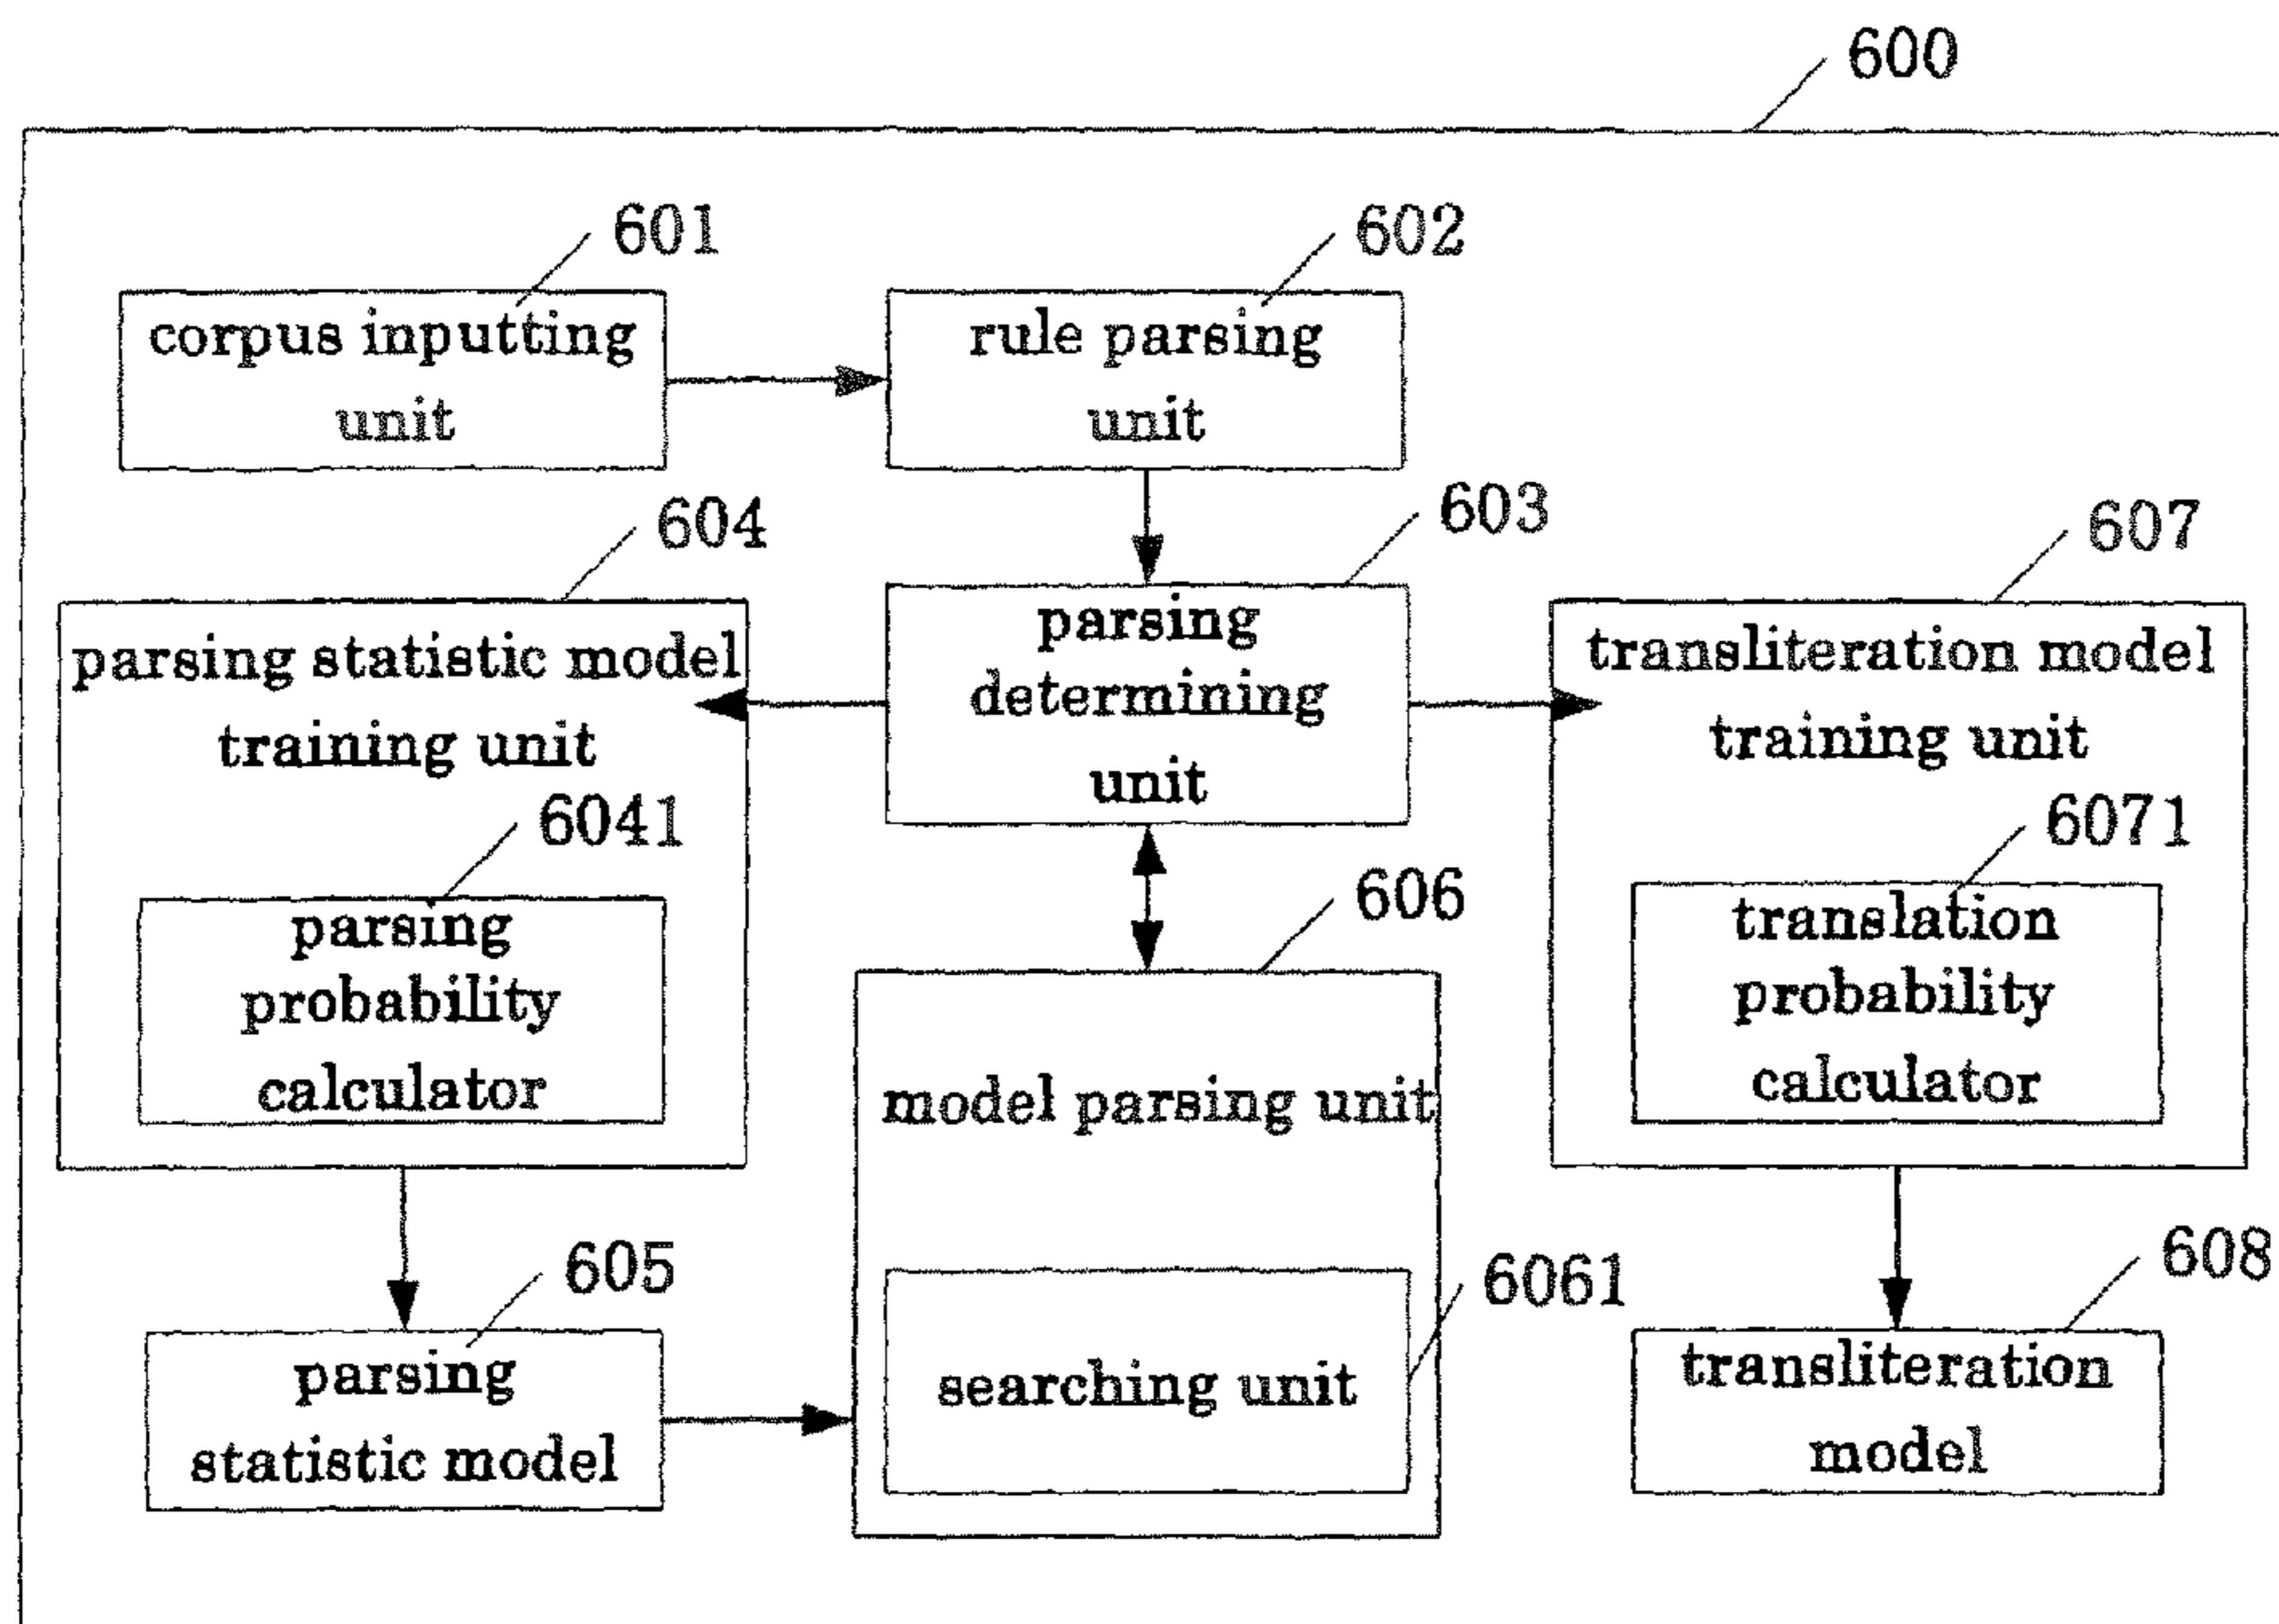 600
601
corpus inputting
unit
602
rule parsing
unit
604
parsing statistic model
training unit
6041
parsing
probability
calculator
603
parsing
determining
unit
607
transliteration model
training unit
6071
translation
probability
calculator
606
model parsing unit
6061
searching unit
605
parsing
statistic model
608
transliteration
model